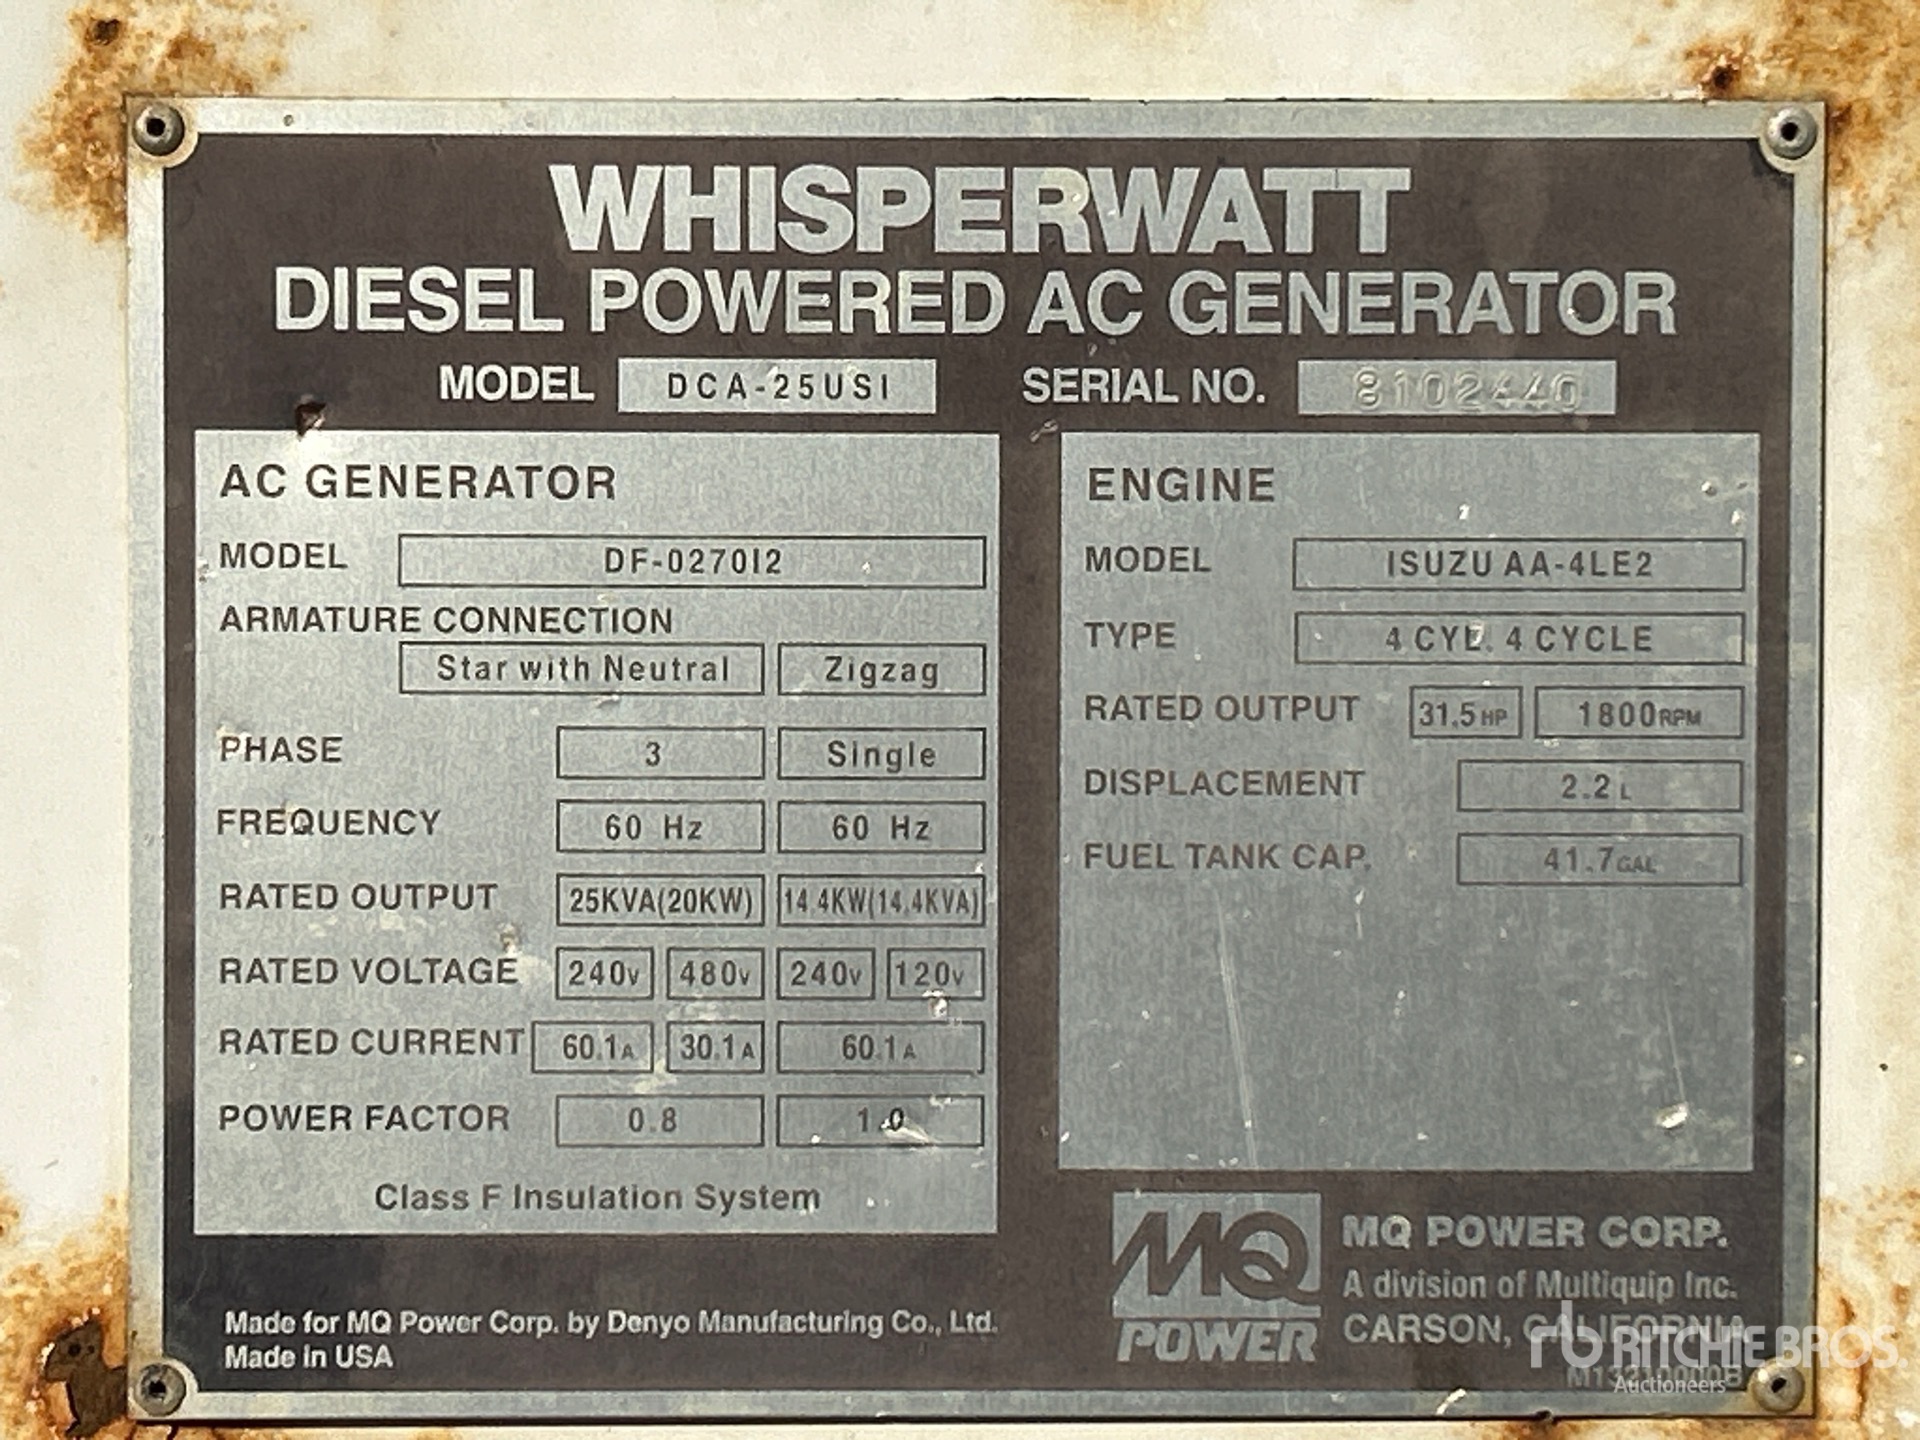 WHISPERWATT
DIESEL POWERED AC GENERATOR
MODEL DCA-25USI SERIAL NO. 8102440
AC GENERATOR
MODEL DF-0270I2
ARMATURE CONNECTION
Star with Neutral Zigzag
PHASE 3 Single
FREQUENCY 60 Hz 60 Hz
RATED OUTPUT 25KVA(20KW) 14.4KW(14.4KVA)
RATED VOLTAGE 240V 480V 240V 120V
RATED CURRENT 60.1A 30.1A 60.1A
POWER FACTOR 0.8 1.0
Class F Insulation System
ENGINE
MODEL ISUZU AA-4LE2
TYPE 4 CYL. 4 CYCLE
RATED OUTPUT 31.5HP 1800RPM
DISPLACEMENT 2.2 L
FUEL TANK CAP. 41.7GAL
Made for MQ Power Corp. by Denyo Manufacturing Co., Ltd.
Made in USA
MQ
POWER
MQ POWER CORP.
A division of Multiquip Inc.
CARSON, CALIFORNIA
rb RITCHIE BROS.
Auctioneers